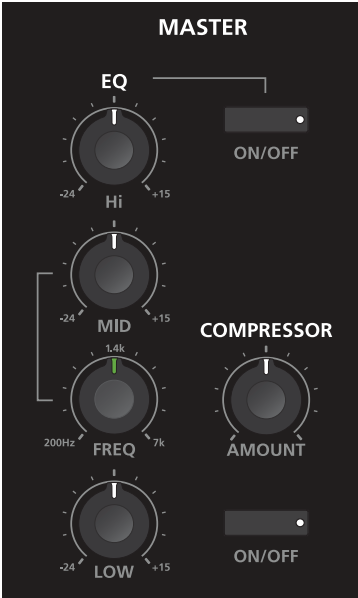 MASTER
EQ
ON/OFF
-24 +15
Hi
-24 +15
MID
COMPRESSOR
1.4k
200Hz 7k
FREQ
AMOUNT
-24 +15
LOW
ON/OFF